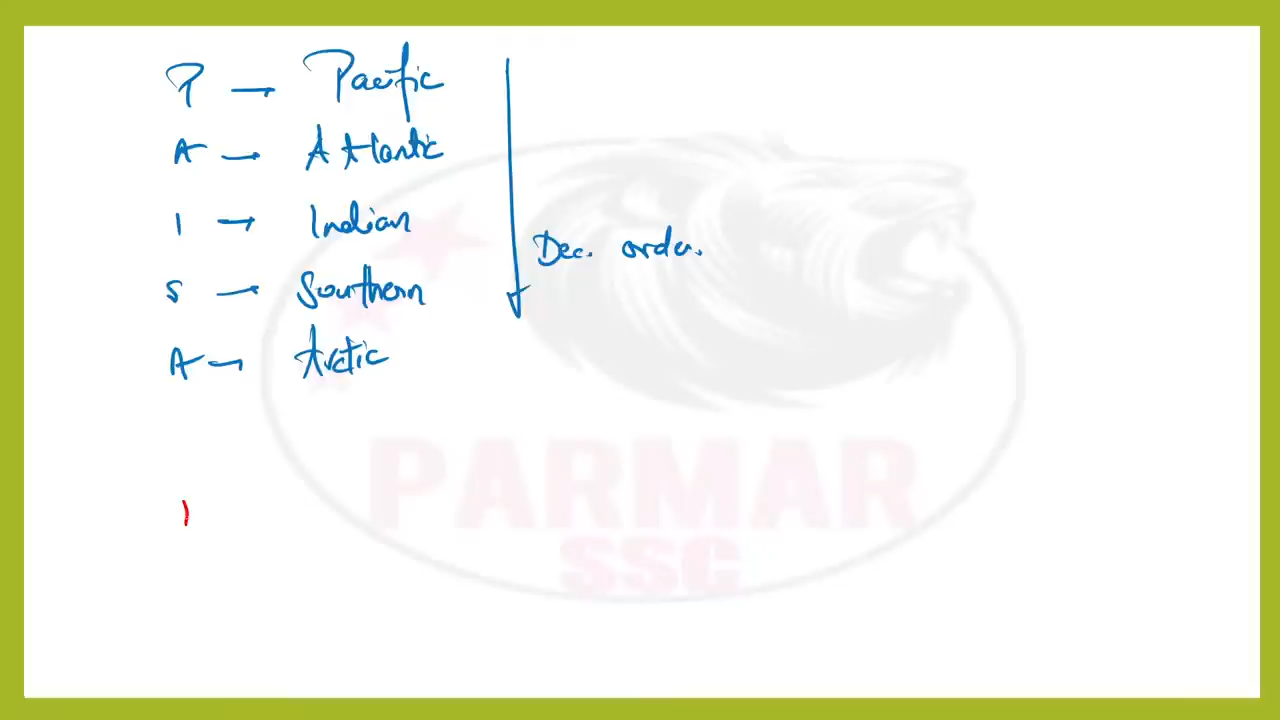 P → Pacific
A → Atlantic
I → Indian
Dec. order.
S → Southern
A → Arctic
PARMAR
SSC